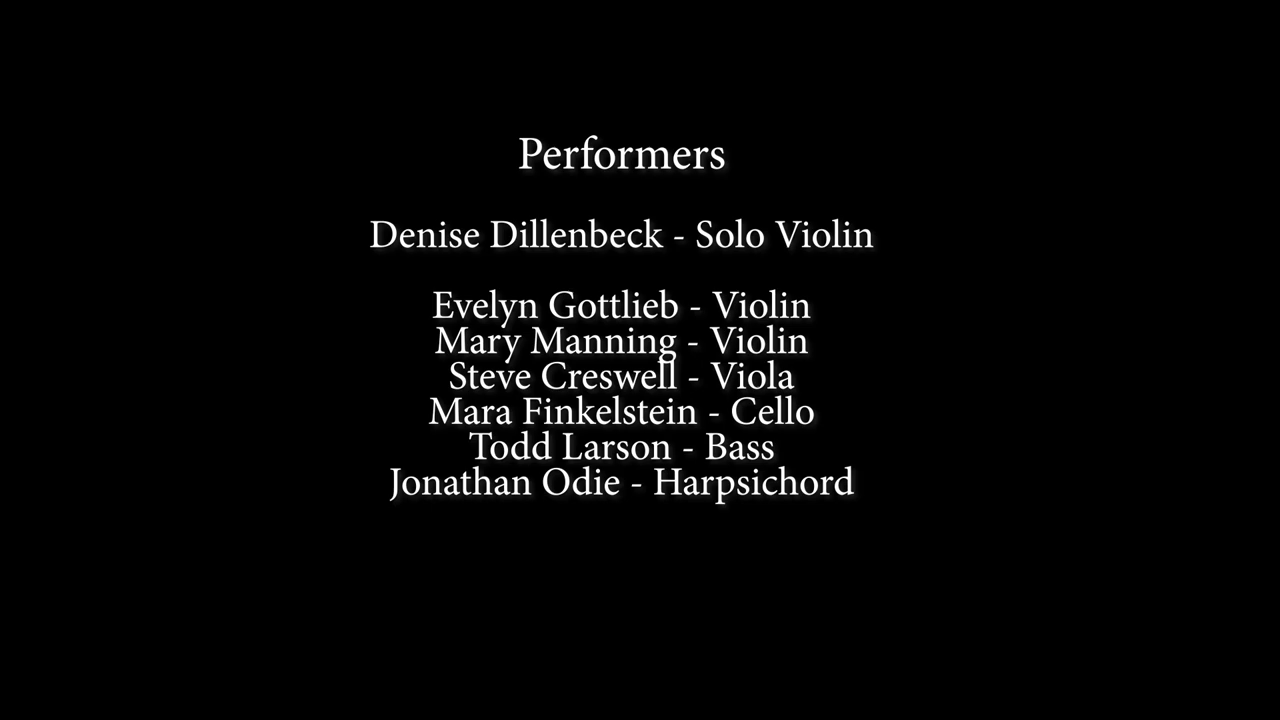 Performers
Denise Dillenbeck - Solo Violin
Evelyn Gottlieb - Violin
Mary Manning - Violin
Steve Creswell - Viola
Mara Finkelstein - Cello
Todd Larson - Bass
Jonathan Odie - Harpsichord